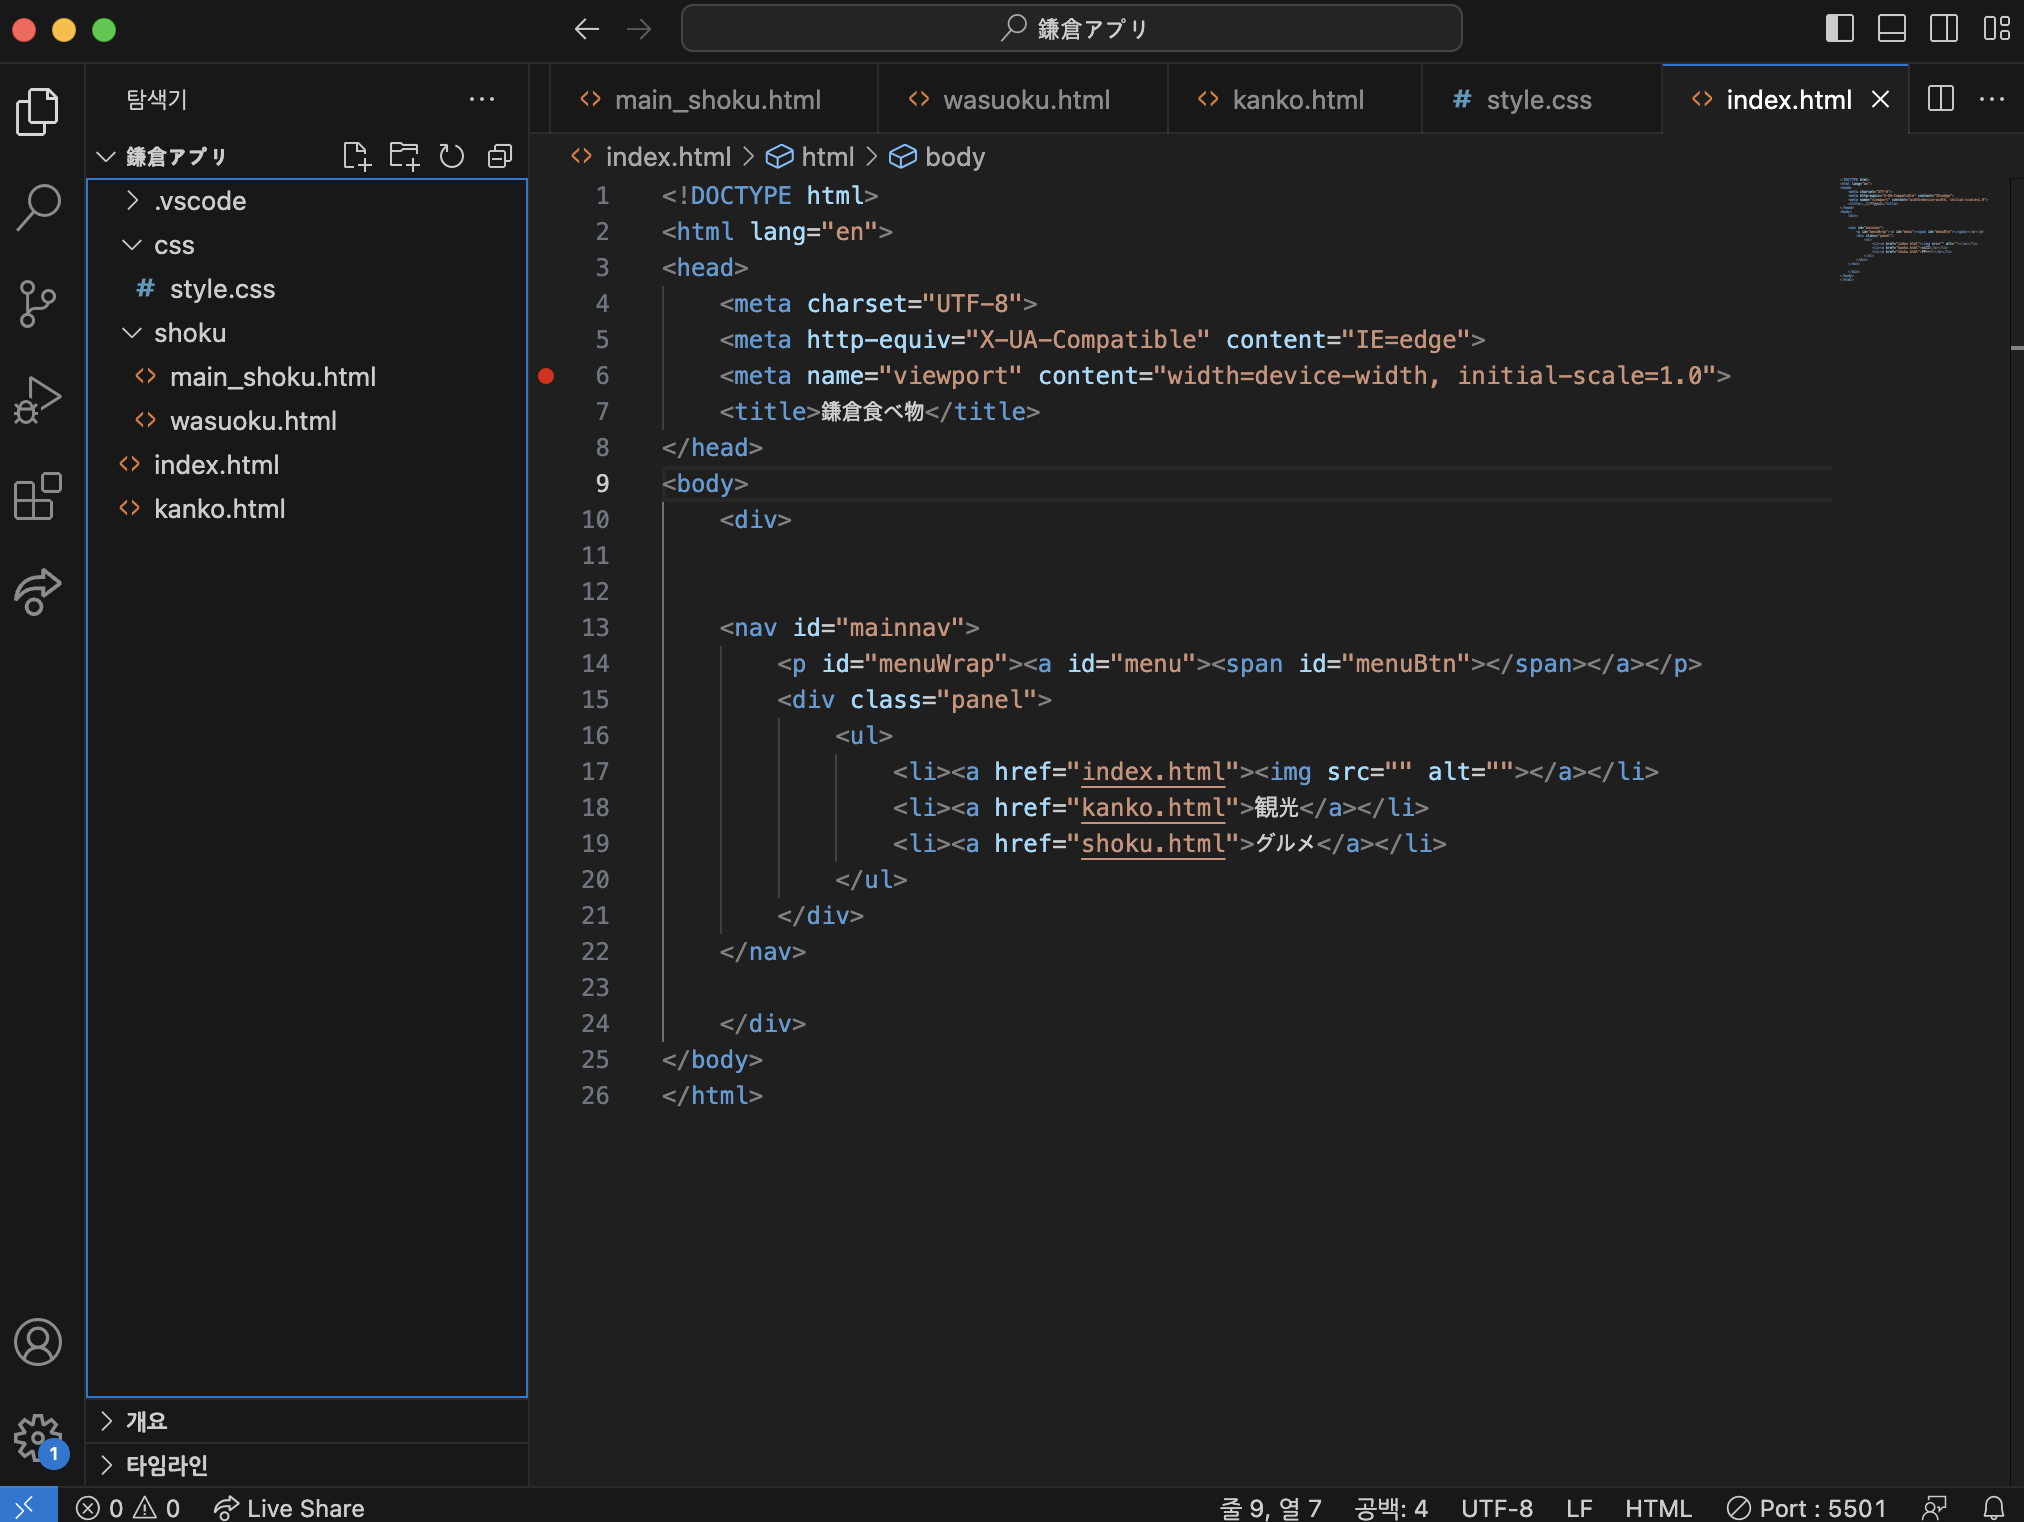 鎌倉アプリ
탐색기
main_shoku.html wasuoku.html kanko.html style.css index.html
鎌倉アプリ
.vscode
css
style.css
shoku
main_shoku.html
wasuoku.html
index.html
kanko.html
개요
타임라인
index.html > html > body
1 <!DOCTYPE html>
2 <html lang="en">
3 <head>
4 <meta charset="UTF-8">
5 <meta http-equiv="X-UA-Compatible" content="IE=edge">
6 <meta name="viewport" content="width=device-width, initial-scale=1.0">
7 <title>鎌倉食べ物</title>
8 </head>
9 <body>
10 <div>
11
12
13 <nav id="mainnav">
14 <p id="menuWrap"><a id="menu"><span id="menuBtn"></span></a></p>
15 <div class="panel">
16 <ul>
17 <li><a href="index.html"><img src="" alt=""></a></li>
18 <li><a href="kanko.html">観光</a></li>
19 <li><a href="shoku.html">グルメ</a></li>
20 </ul>
21 </div>
22 </nav>
23
24 </div>
25 </body>
26 </html>
1
0 0 Live Share 줄 9, 열 7 공백: 4 UTF-8 LF HTML Port : 5501